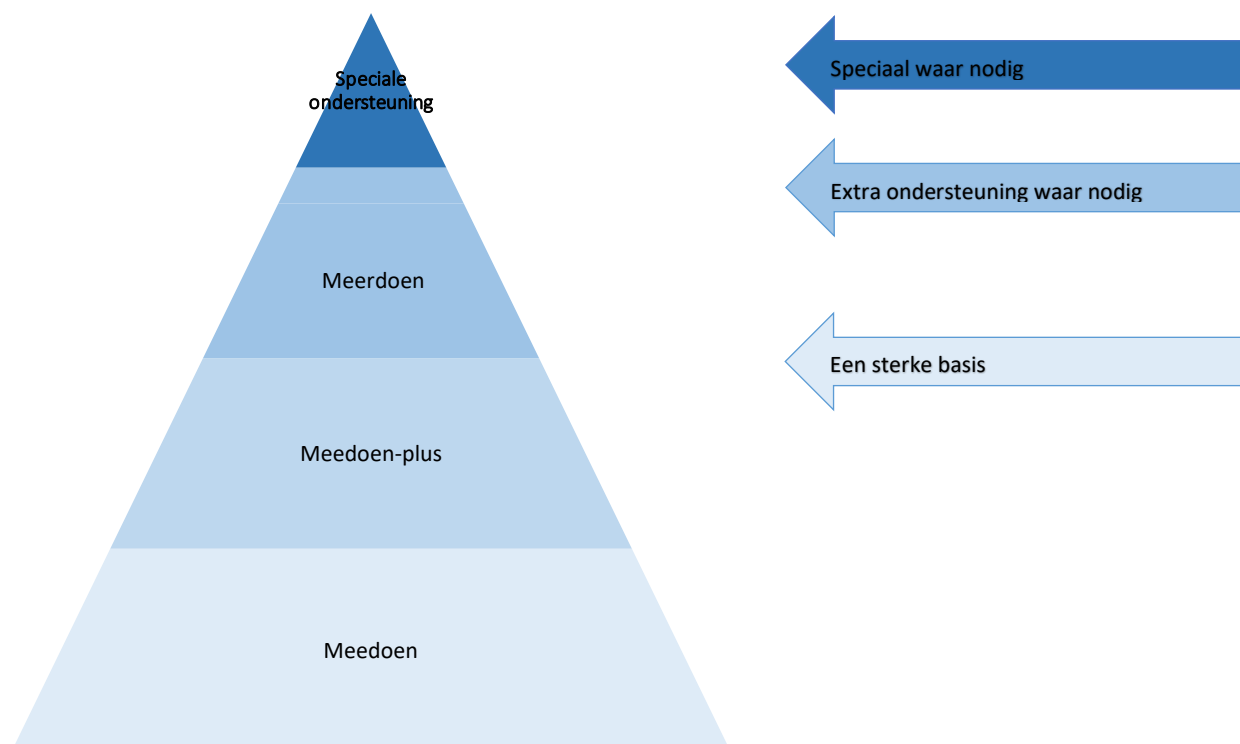 Speciale
ondersteuning
Speciaal waar nodig
Extra ondersteuning waar nodig
Meerdoen
Een sterke basis
Meedoen-plus
Meedoen